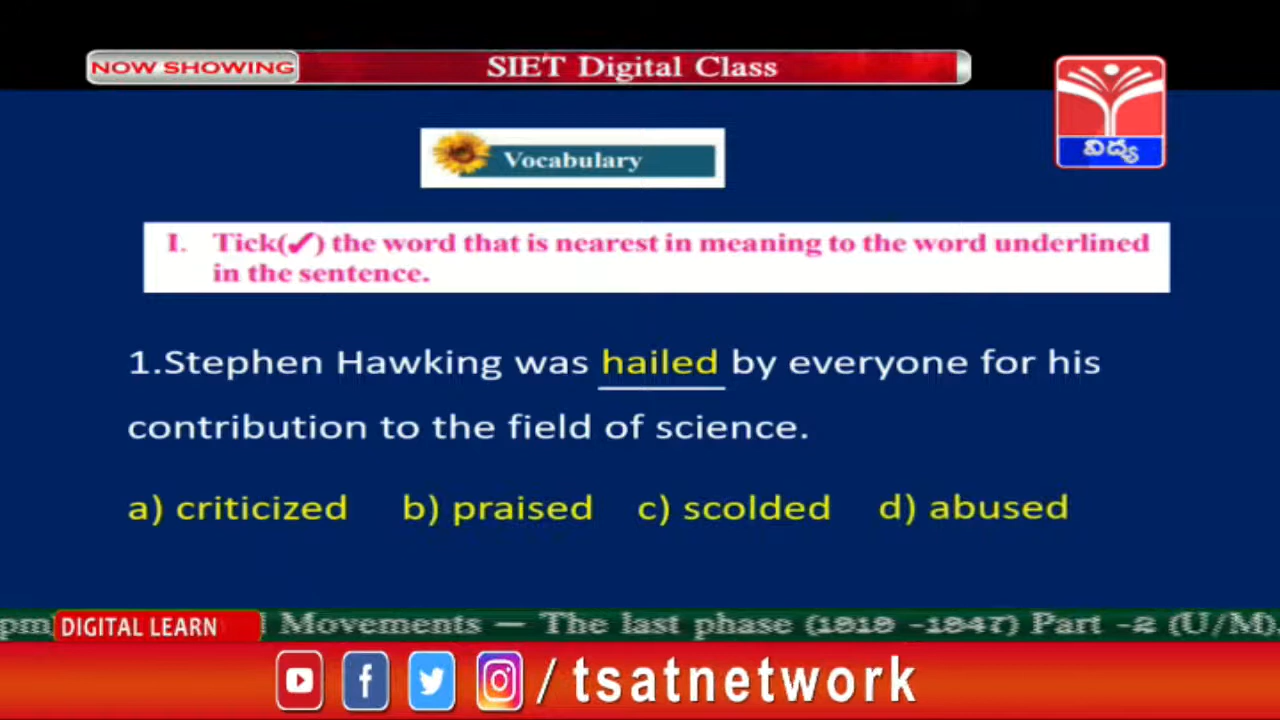 NOW SHOWING SIET Digital Class
విద్య
Vocabulary
I. Tick(✓) the word that is nearest in meaning to the word underlined
in the sentence.
1.Stephen Hawking was hailed by everyone for his
contribution to the field of science.
a) criticized b) praised c) scolded d) abused
DIGITAL LEARN Movements – The last phase (1919 -1947) Part -2 (U/M)
/ tsatnetwork